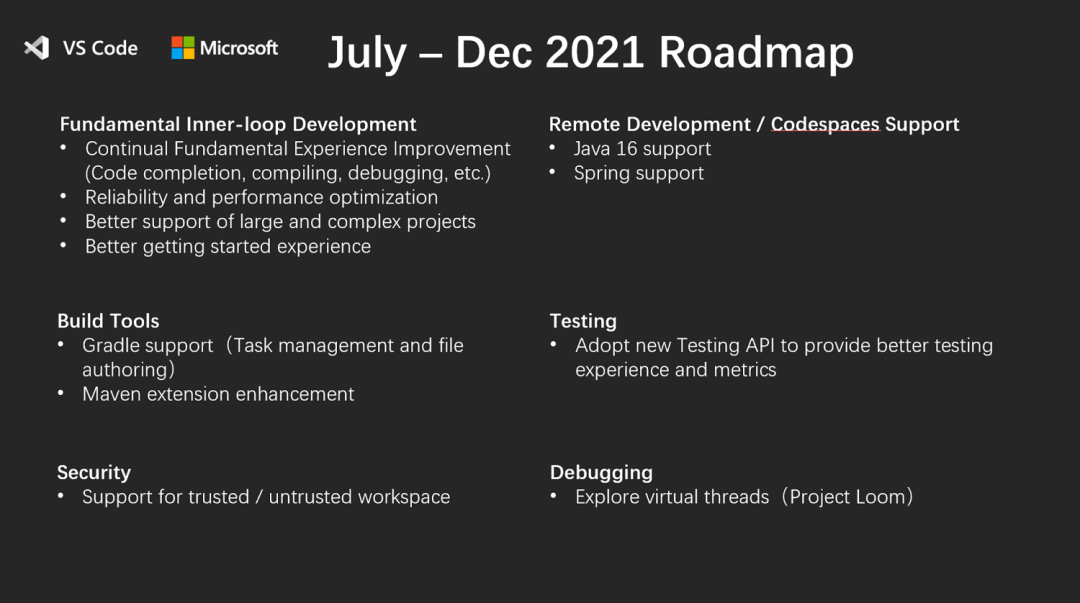 VS Code
Microsoft
July – Dec 2021 Roadmap
Fundamental Inner-loop Development
• Continual Fundamental Experience Improvement
(Code completion, compiling, debugging, etc.)
• Reliability and performance optimization
• Better support of large and complex projects
• Better getting started experience
Remote Development / Codespaces Support
• Java 16 support
• Spring support
Build Tools
• Gradle support（Task management and file
authoring）
• Maven extension enhancement
Testing
• Adopt new Testing API to provide better testing
experience and metrics
Security
• Support for trusted / untrusted workspace
Debugging
• Explore virtual threads（Project Loom）